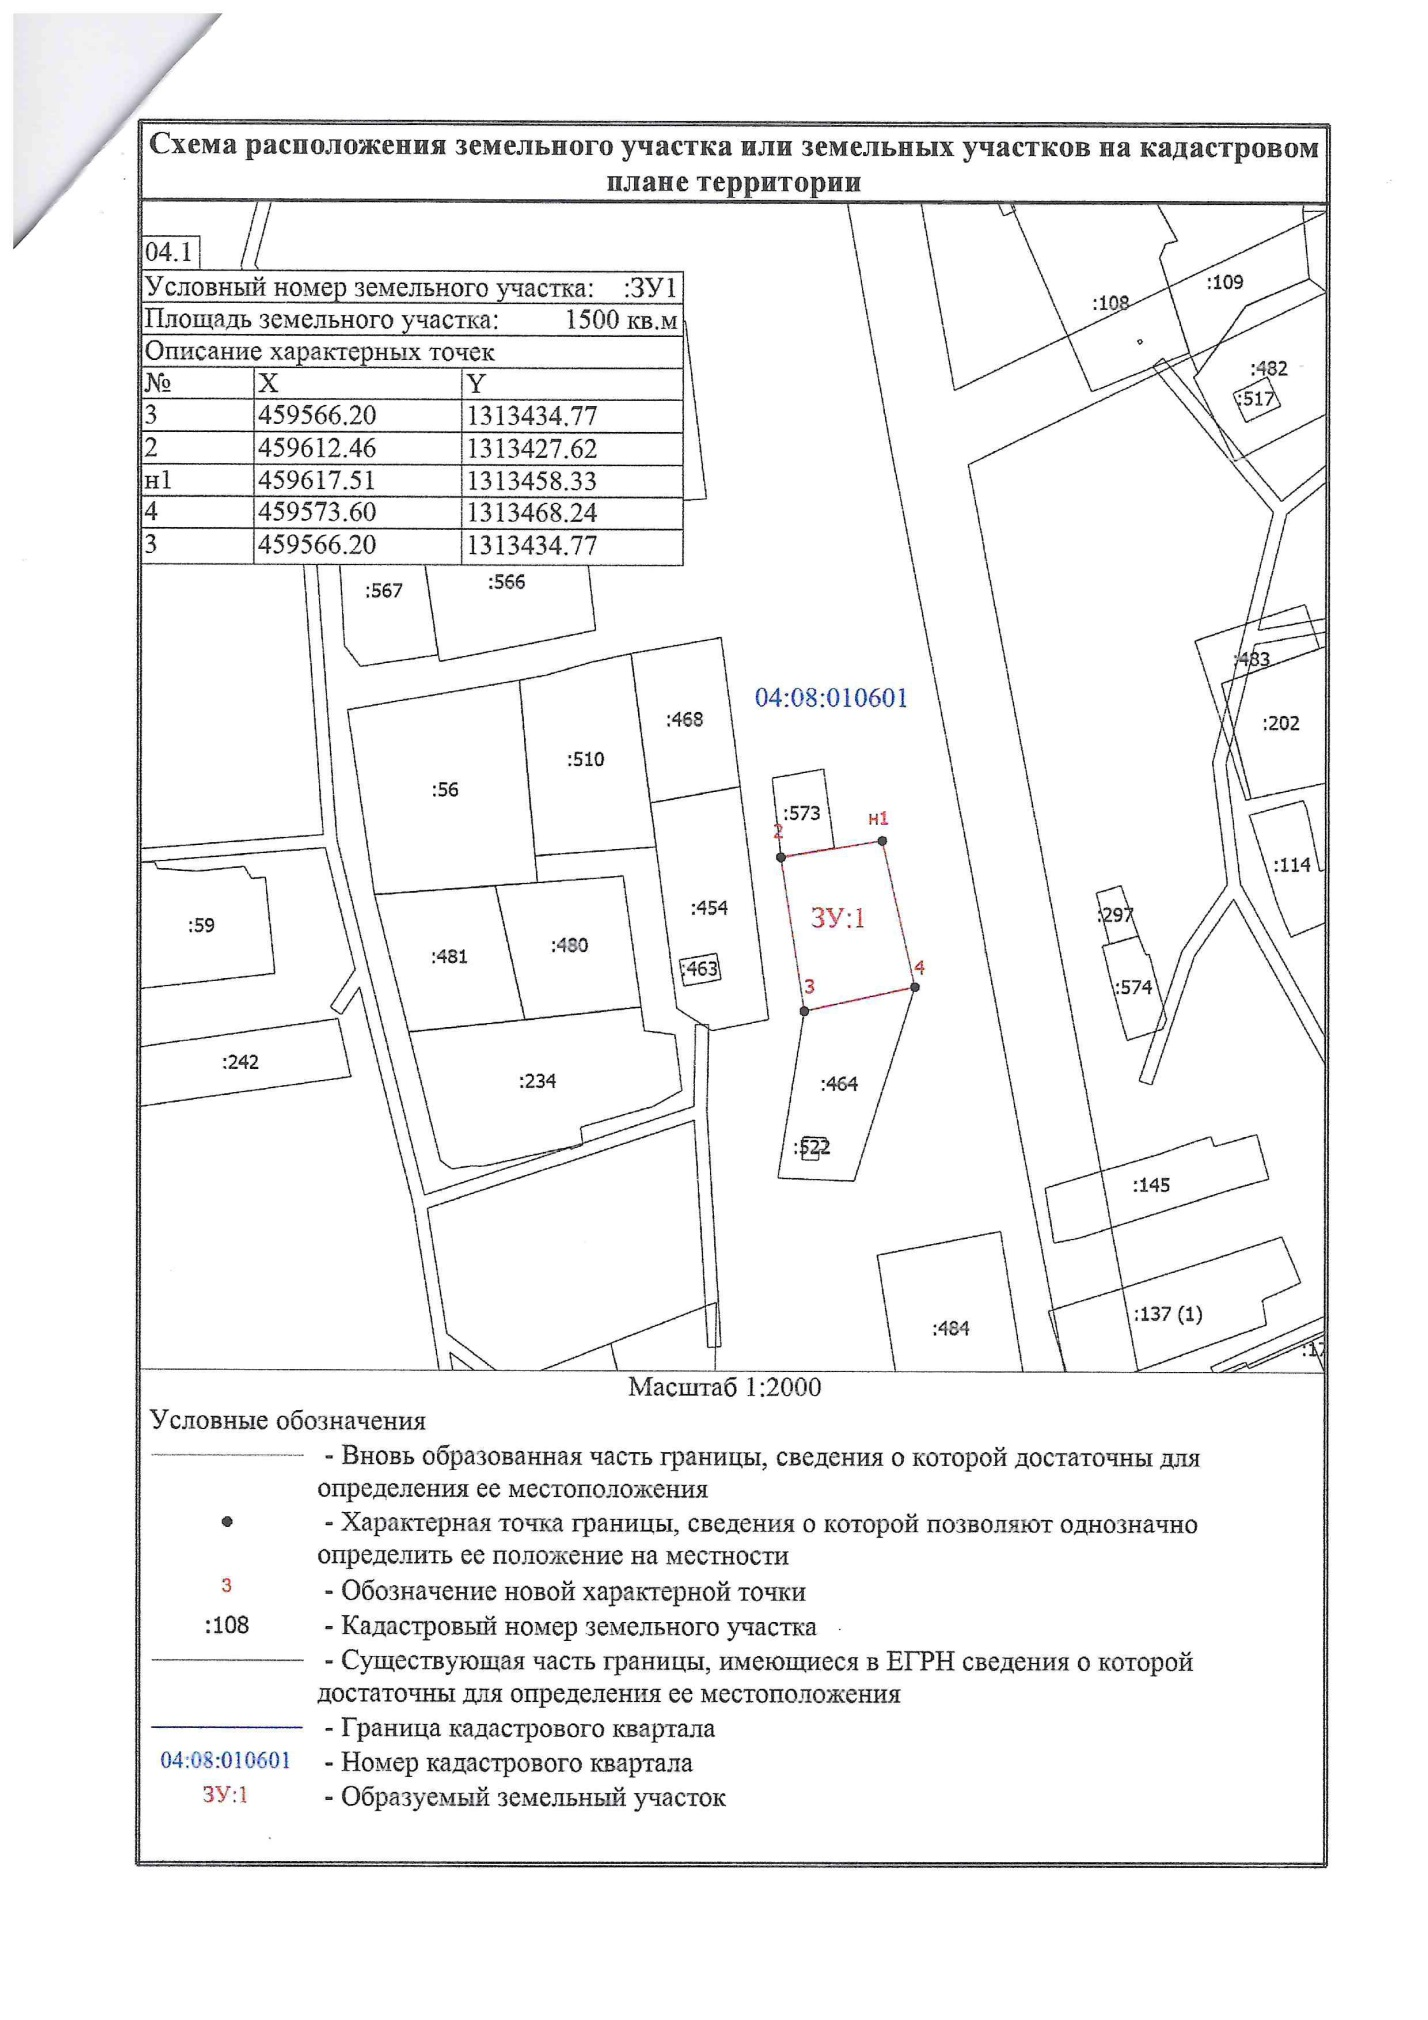 Схема расположения земельного участка или земельных участков на кадастровом
плане территории
04.1
Условный номер земельного участка: :ЗУ1
Площадь земельного участка: 1500 кв.м
Описание характерных точек
№ X Y
3 459566.20 1313434.77
2 459612.46 1313427.62
н1 459617.51 1313458.33
4 459573.60 1313468.24
3 459566.20 1313434.77
:109
:108
:482
:517
:567
:566
:483
04:08:010601
:468
:202
:510
:56
:573
н1
2
:114
:454
ЗУ:1
:297
:59
:480
:481
:463
4
3
:574
:242
:234
:464
:522
:145
:137 (1)
:484
:17
Масштаб 1:2000
Условные обозначения
- Вновь образованная часть границы, сведения о которой достаточны для
определения ее местоположения
- Характерная точка границы, сведения о которой позволяют однозначно
определить ее положение на местности
3 - Обозначение новой характерной точки
:108 - Кадастровый номер земельного участка
- Существующая часть границы, имеющиеся в ЕГРН сведения о которой
достаточны для определения ее местоположения
- Граница кадастрового квартала
04:08:010601 - Номер кадастрового квартала
ЗУ:1 - Образуемый земельный участок